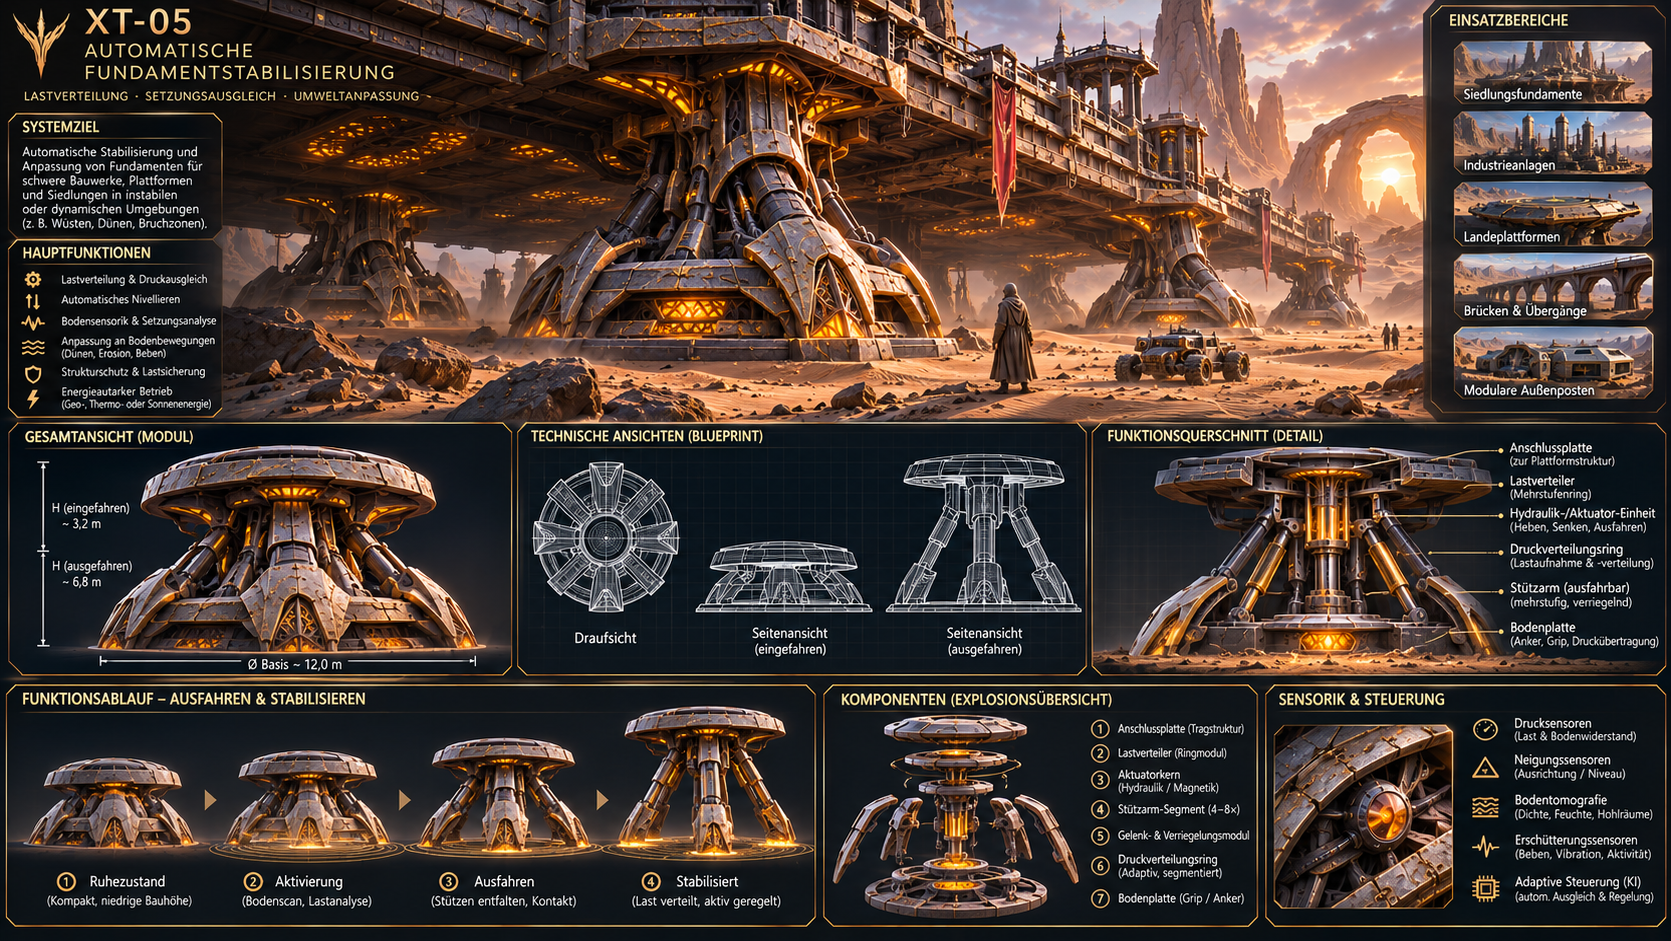 XT-05
AUTOMATISCHE
FUNDAMENTSTABILISIERUNG
LASTVERTEILUNG · SETZUNGSAUSGLEICH · UMWELTANPASSUNG
SYSTEMZIEL
Automatische Stabilisierung und
Anpassung von Fundamenten für
schwere Bauwerke, Plattformen
und Siedlungen in instabilen
oder dynamischen Umgebungen
(z. B. Wüsten, Dünen, Bruchzonen).
HAUPTFUNKTIONEN
Lastverteilung & Druckausgleich
Automatisches Nivellieren
Bodensensorik & Setzungsanalyse
Anpassung an Bodenbewegungen
(Dünen, Erosion, Beben)
Strukturschutz & Lastsicherung
Energieautarker Betrieb
(Geo-, Thermo- oder Sonnenenergie)
EINSATZBEREICHE
Siedlungsfundamente
Industrieanlagen
Landeplattformen
Brücken & Übergänge
Modulare Außenposten
GESAMTANSICHT (MODUL)
H (eingefahren)
~ 3,2 m
H (ausgefahren)
~ 6,8 m
Ø Basis ~ 12,0 m
TECHNISCHE ANSICHTEN (BLUEPRINT)
Draufsicht
Seitenansicht
(eingefahren)
Seitenansicht
(ausgefahren)
FUNKTIONSQUERSCHNITT (DETAIL)
Anschlussplatte
(zur Plattformstruktur)
Lastverteiler
(Mehrstufenring)
Hydraulik-/Aktuator-Einheit
(Heben, Senken, Ausfahren)
Druckverteilungsring
(Lastaufnahme & -verteilung)
Stützarm (ausfahrbar)
(mehrstufig, verriegelnd)
Bodenplatte
(Anker, Grip, Druckübertragung)
FUNKTIONSABLAUF – AUSFAHREN & STABILISIEREN
1 Ruhezustand
(Kompakt, niedrige Bauhöhe)
2 Aktivierung
(Bodenscan, Lastanalyse)
3 Ausfahren
(Stützen entfalten, Kontakt)
4 Stabilisiert
(Last verteilt, aktiv geregelt)
KOMPONENTEN (EXPLOSIONSÜBERSICHT)
1 Anschlussplatte (Tragstruktur)
2 Lastverteiler (Ringmodul)
3 Aktuatorkern
(Hydraulik / Magnetik)
4 Stützarm-Segment (4–8×)
5 Gelenk- & Verriegelungsmodul
6 Druckverteilungsring
(Adaptiv, segmentiert)
7 Bodenplatte (Grip / Anker)
SENSORIK & STEUERUNG
Drucksensoren
(Last & Bodenwiderstand)
Neigungssensoren
(Ausrichtung / Niveau)
Bodentomografie
(Dichte, Feuchte, Hohlräume)
Erschütterungssensoren
(Beben, Vibration, Aktivität)
Adaptive Steuerung (KI)
(autom. Ausgleich & Regelung)